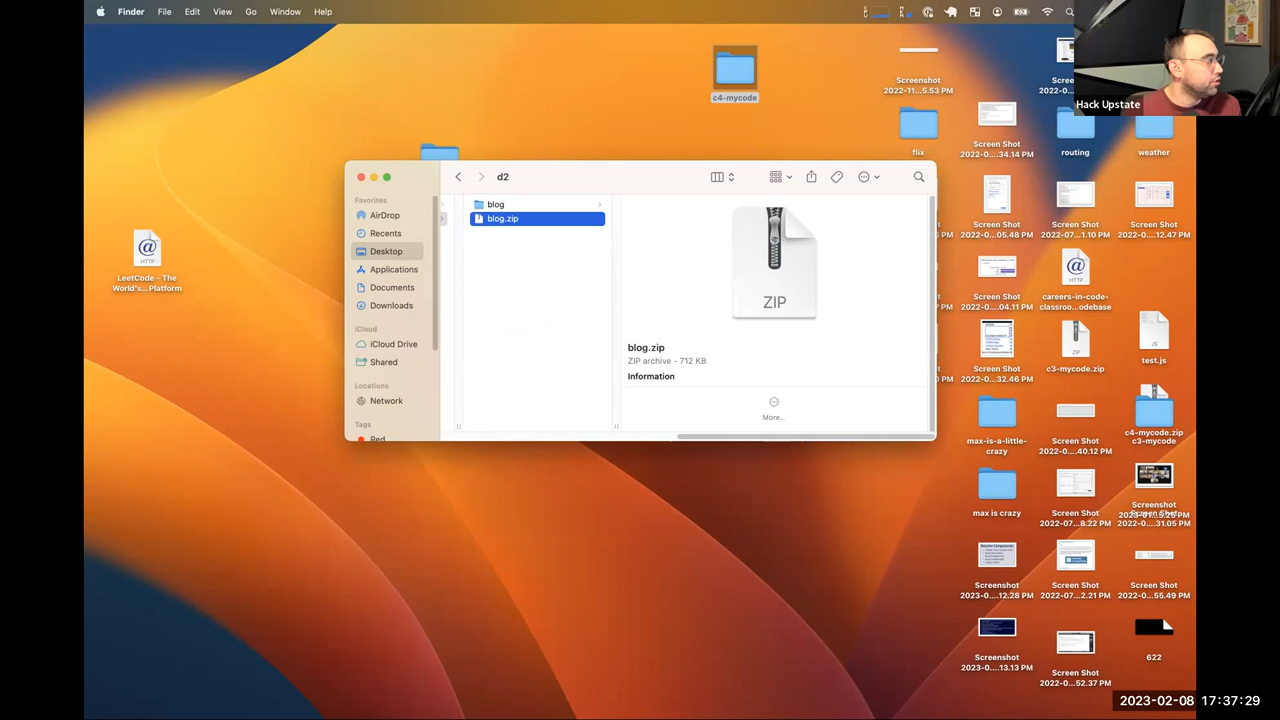 Finder File Edit View Go Window Help
c4-mycode
Screenshot
2022-11...5.53 PM
Hack Upstate
flix
Screen Shot
2022-0....34.14 PM
routing
weather
LeetCode - The
World's...Platform
d2
Favorites
AirDrop
Recents
Desktop
Applications
Documents
Downloads
iCloud
iCloud Drive
Shared
Locations
Network
Tags
Red
blog
blog.zip
ZIP
blog.zip
ZIP archive - 712 KB
Information
More...
Screen Shot
2022-0....05.48 PM
Screen Shot
2022-07...1.10 PM
Screen Shot
2022-0...12.47 PM
Screen Shot
2022-0....04.11 PM
careers-in-code-
classroo...odebase
Screen Shot
2022-0...32.46 PM
ZIP
c3-mycode.zip
JS
test.js
max-is-a-little-
crazy
Screen Shot
2022-0....40.12 PM
c4-mycode.zip
c3-mycode
max is crazy
Screen Shot
2022-07...8.22 PM
Screenshot
2022-0...31.05 PM
Screenshot
2023-0....12.28 PM
Screen Shot
2022-07...2.21 PM
Screen Shot
2022-0...55.49 PM
Screenshot
2023-0....13.13 PM
Screen Shot
2022-0...52.37 PM
622
2023-02-08 17:37:29